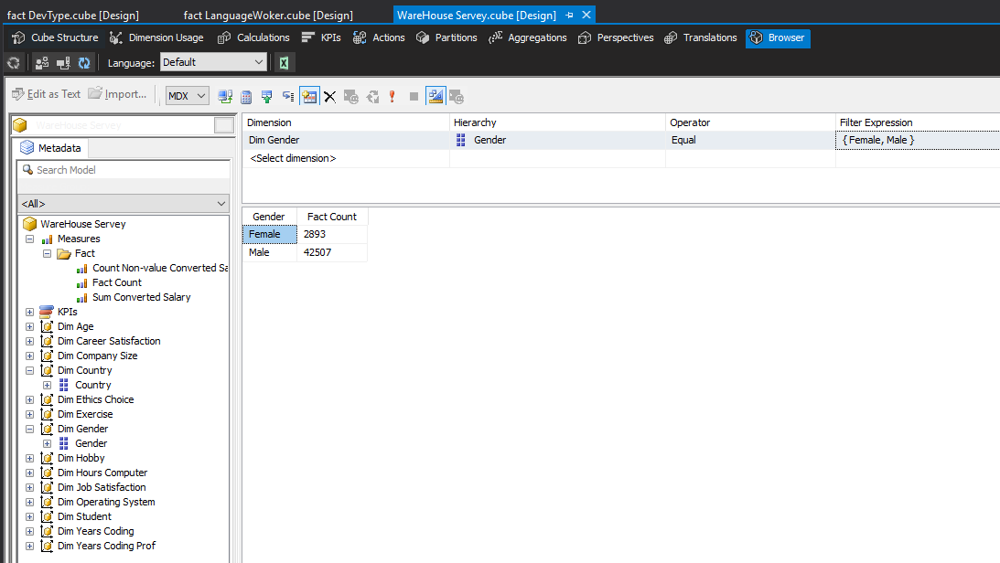 fact DevType.cube [Design] fact LanguageWoker.cube [Design] WareHouse Servey.cube [Design]
Cube Structure Dimension Usage Calculations KPIs Actions Partitions Aggregations Perspectives Translations Browser
Language: Default
Edit as Text Import... MDX
WareHouse Servey
Metadata
Search Model
<All>
WareHouse Servey
Measures
Fact
Count Non-value Converted Sa
Fact Count
Sum Converted Salary
KPIs
Dim Age
Dim Career Satisfaction
Dim Company Size
Dim Country
Country
Dim Ethics Choice
Dim Exercise
Dim Gender
Gender
Dim Hobby
Dim Hours Computer
Dim Job Satisfaction
Dim Operating System
Dim Student
Dim Years Coding
Dim Years Coding Prof
Dimension Hierarchy Operator Filter Expression
Dim Gender Gender Equal { Female, Male }
<Select dimension>
Gender Fact Count
Female 2893
Male 42507